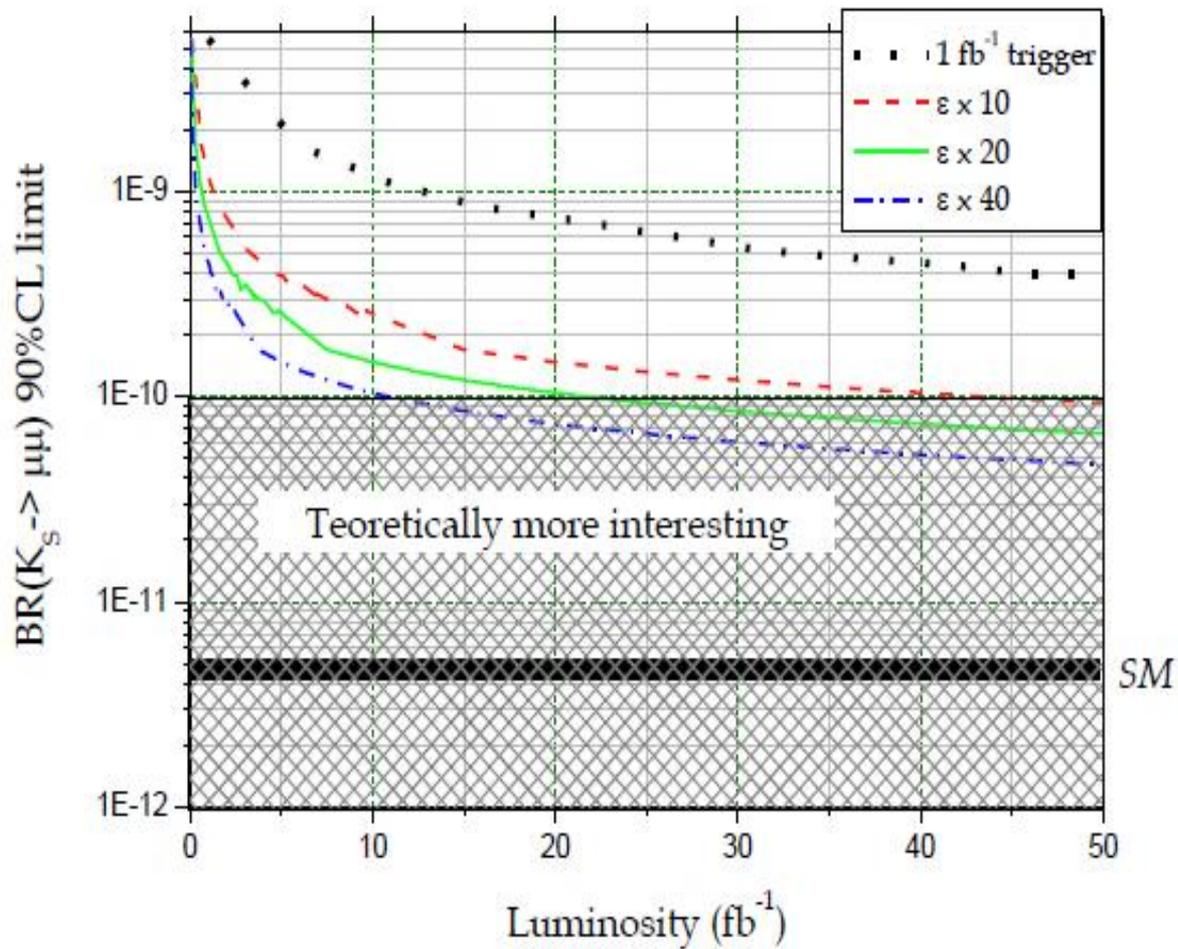 1 fb⁻¹ trigger
ε x 10
ε x 20
ε x 40
BR(K_S -> μμ) 90%CL limit
1E-9
1E-10
Teoretically more interesting
1E-11
SM
1E-12
0 10 20 30 40 50
Luminosity (fb⁻¹)